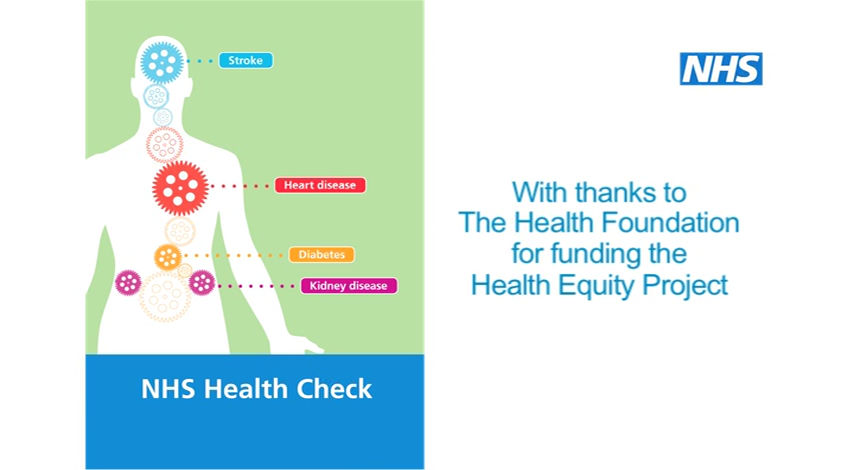 Stroke
Heart disease
Diabetes
Kidney disease
NHS Health Check
NHS
With thanks to
The Health Foundation
for funding the
Health Equity Project